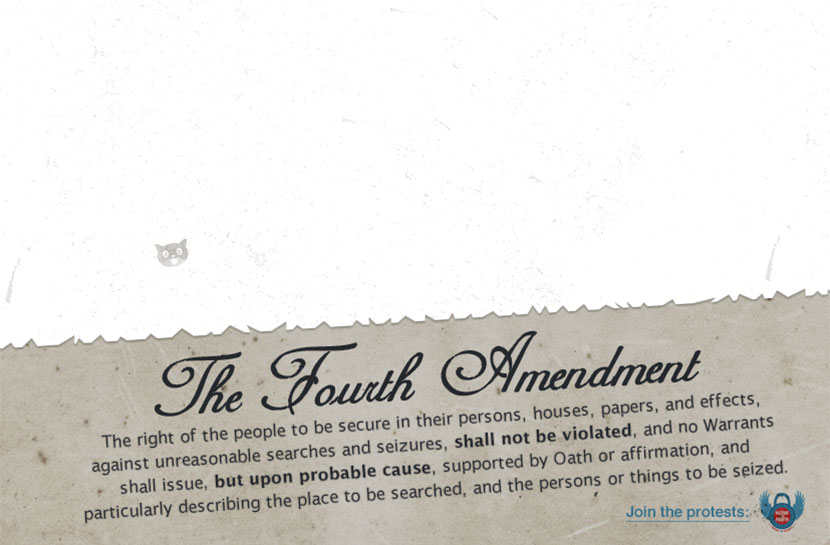 The Fourth Amendment
The right of the people to be secure in their persons, houses, papers, and effects,
against unreasonable searches and seizures, shall not be violated, and no Warrants
shall issue, but upon probable cause, supported by Oath or affirmation, and
particularly describing the place to be searched, and the persons or things to be seized.
Join the protests: